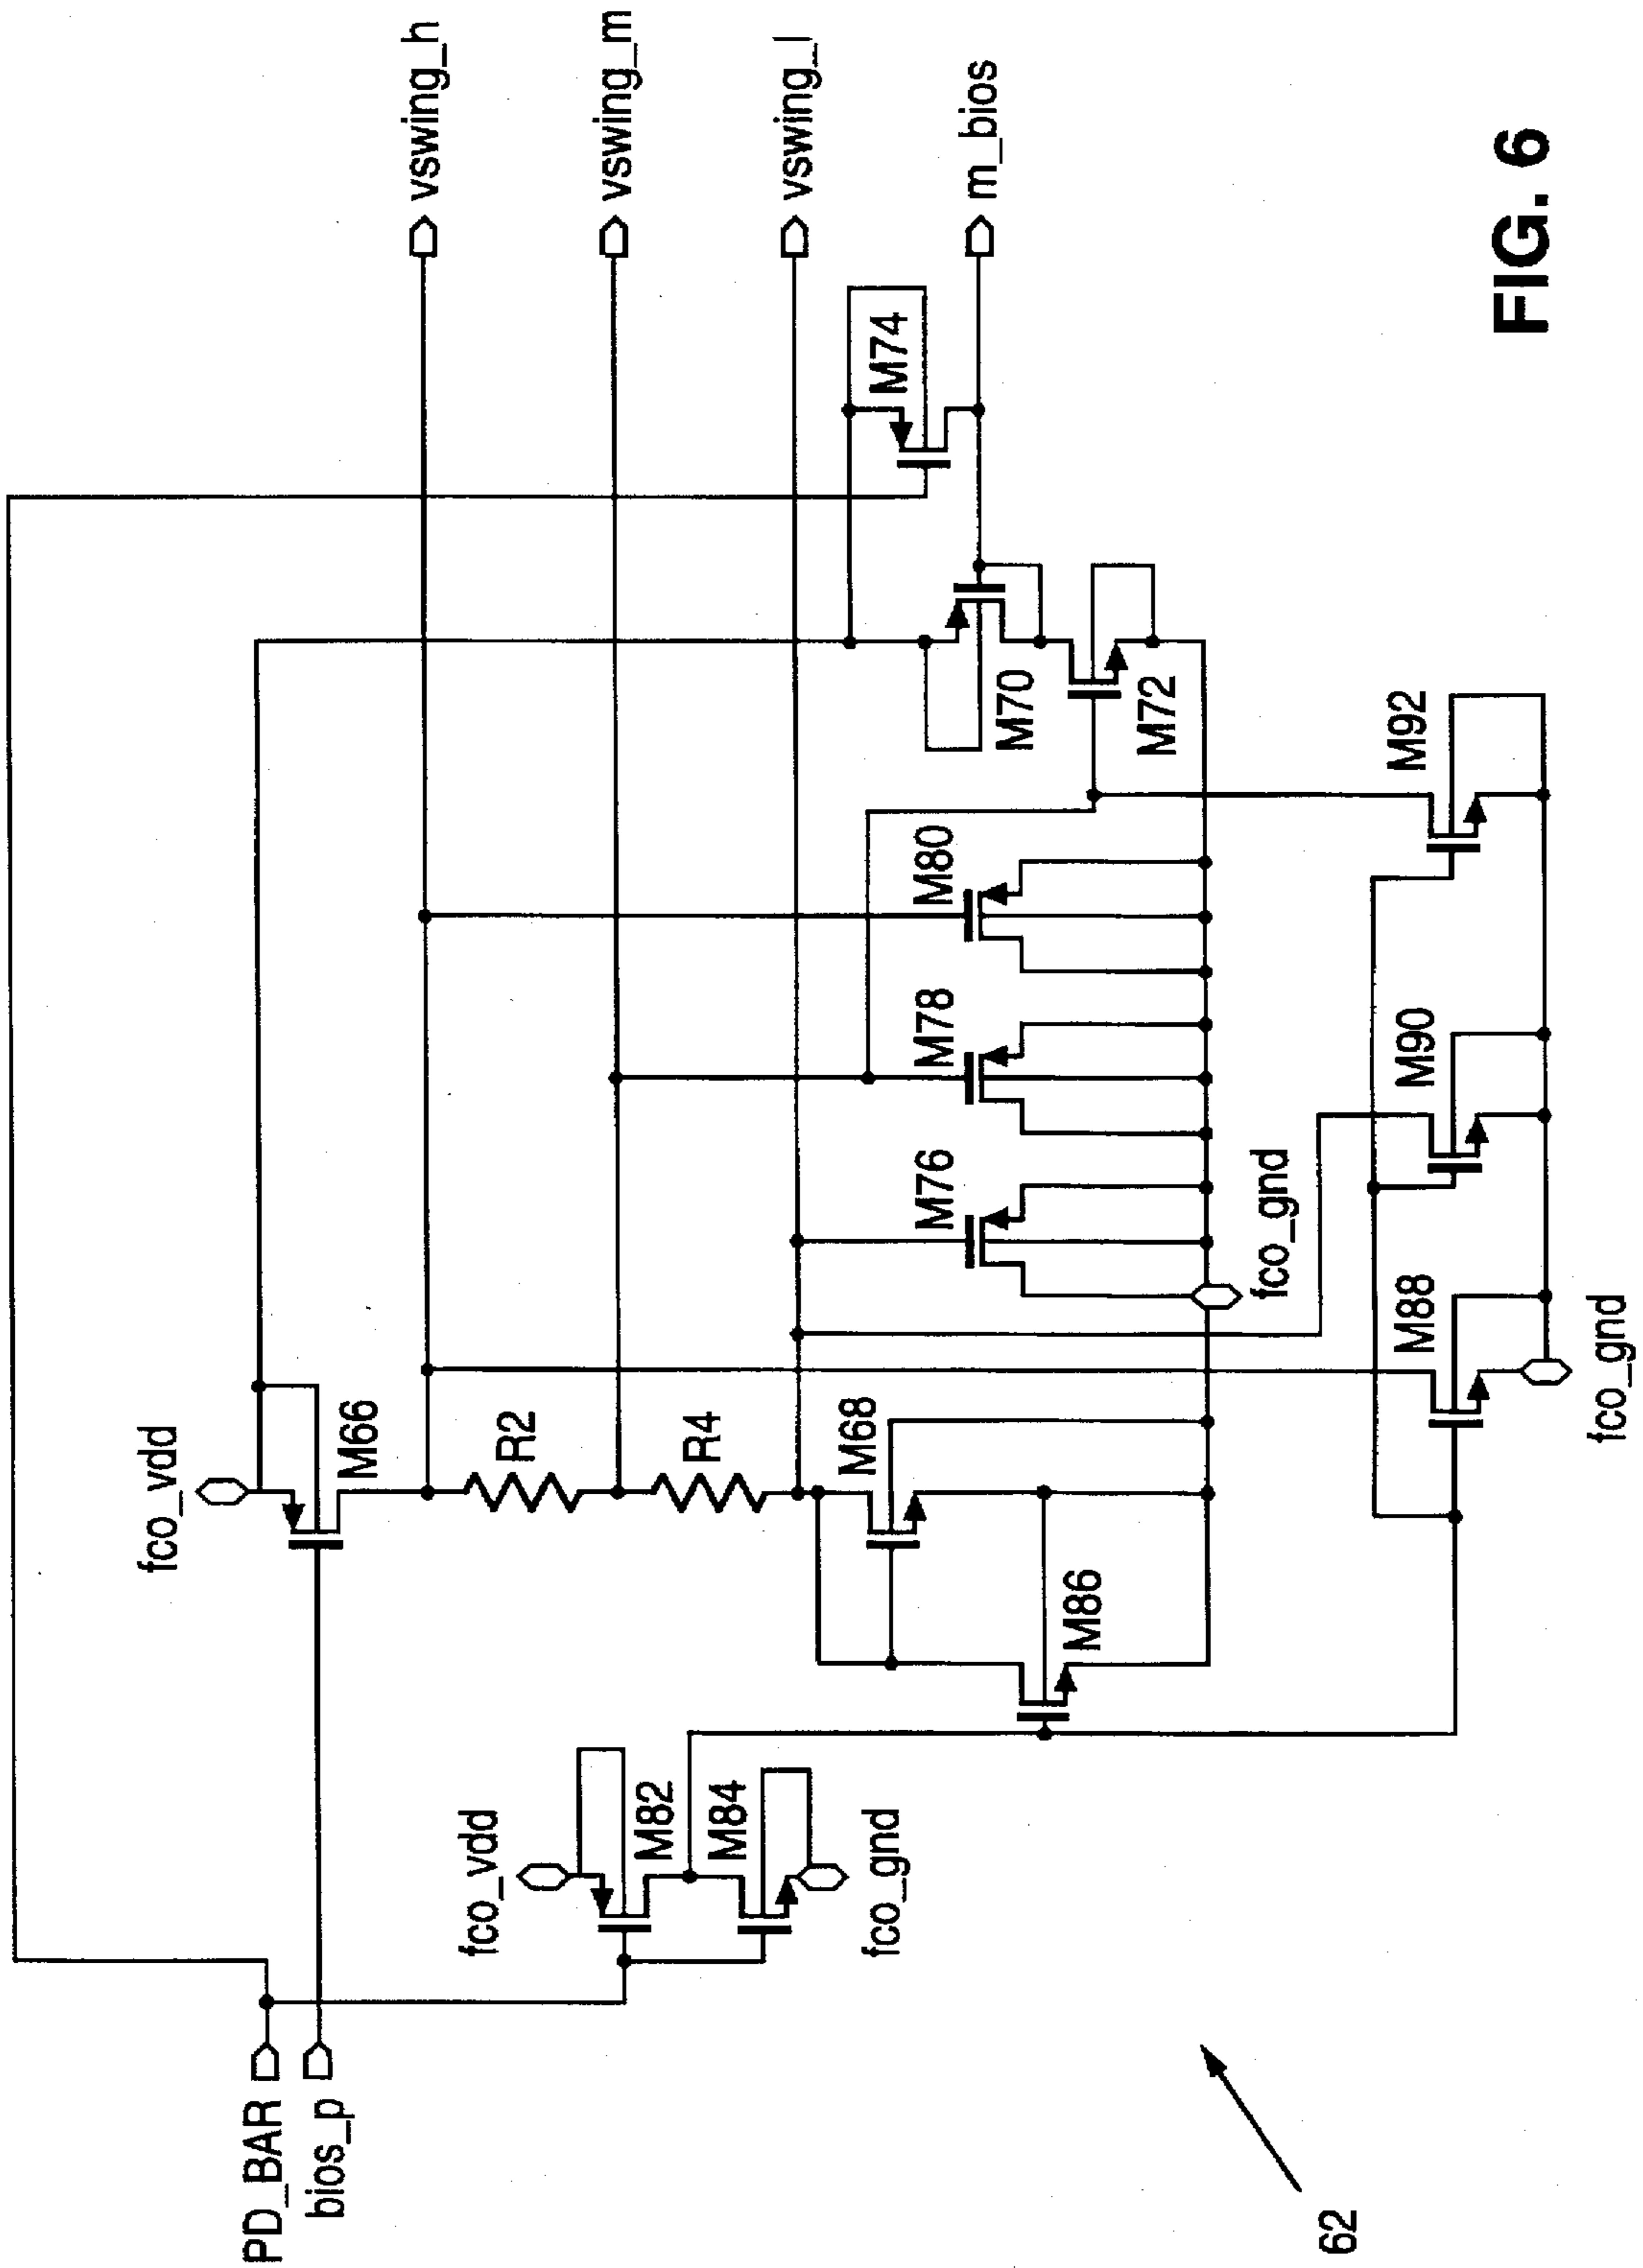 PD_BAR
bios_p
fco_vdd
M66
R2
R4
fco_vdd
M82
M84
fco_gnd
M68
M86
M76
M78
M80
fco_gnd
M70
M72
M74
M88
M90
M92
fco_gnd
vswing_h
vswing_m
vswing_l
m_bios
62
FIG. 6